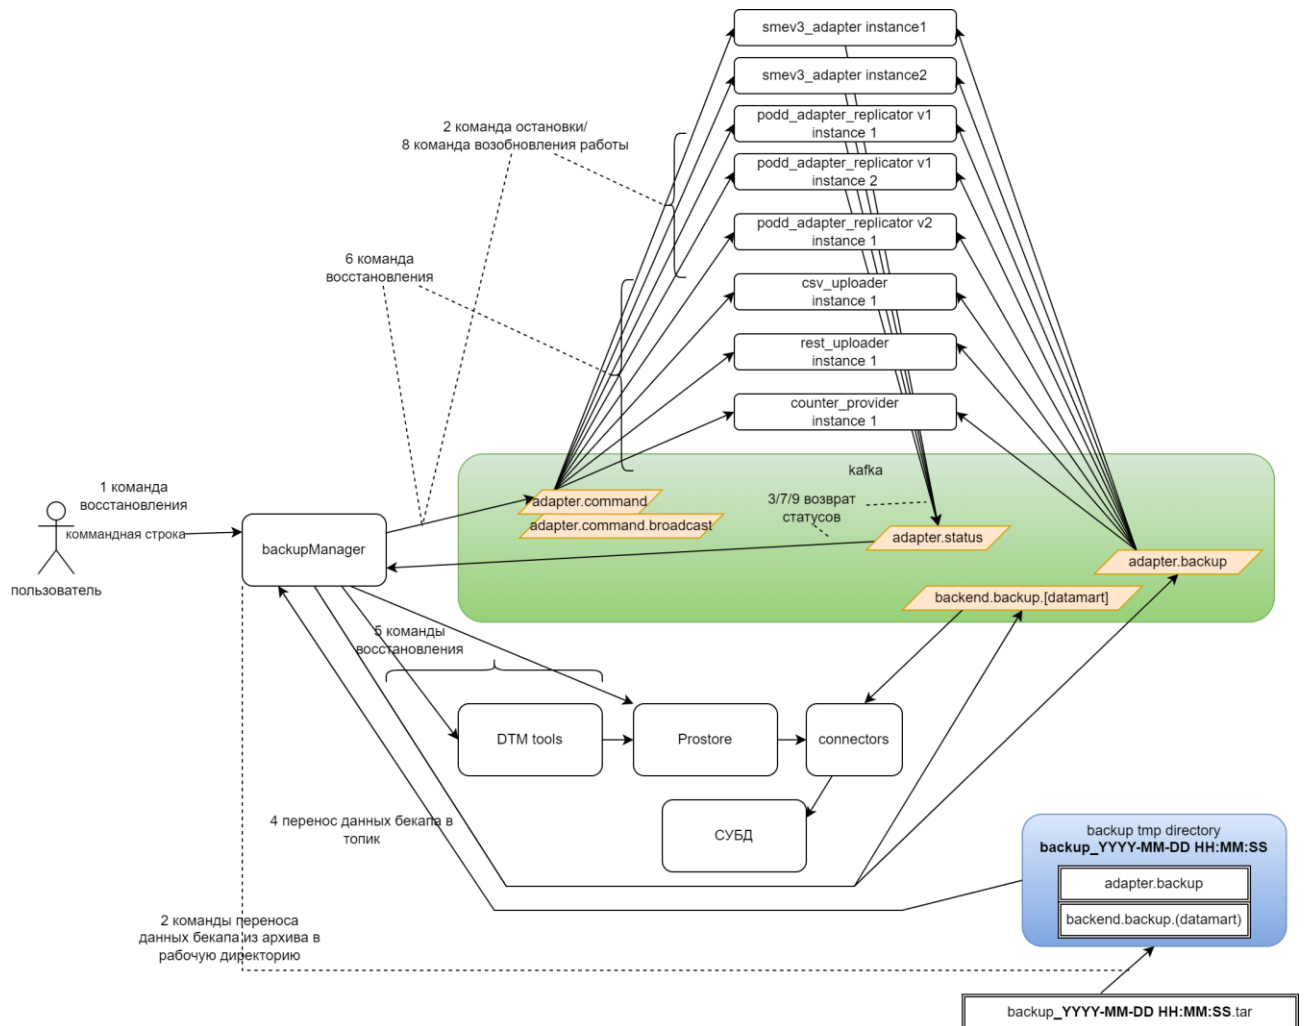 smev3_adapter instance1
smev3_adapter instance2
podd_adapter_replicator v1
instance 1
podd_adapter_replicator v1
instance 2
podd_adapter_replicator v2
instance 1
csv_uploader
instance 1
rest_uploader
instance 1
counter_provider
instance 1
2 команда остановки/
8 команда возобновления работы
6 команда
восстановления
kafka
1 команда
восстановления
коммандная строка
пользователь
backupManager
adapter.command
adapter.command.broadcast
3/7/9 возврат
статусов
adapter.status
adapter.backup
backend.backup.[datamart]
5 команды
восстановления
DTM tools
Prostore
connectors
СУБД
4 перенос данных бекапа в
топик
backup tmp directory
backup_YYYY-MM-DD HH:MM:SS
adapter.backup
backend.backup.(datamart)
2 команды переноса
данных бекапа из архива в
рабочую директорию
backup_YYYY-MM-DD HH:MM:SS.tar